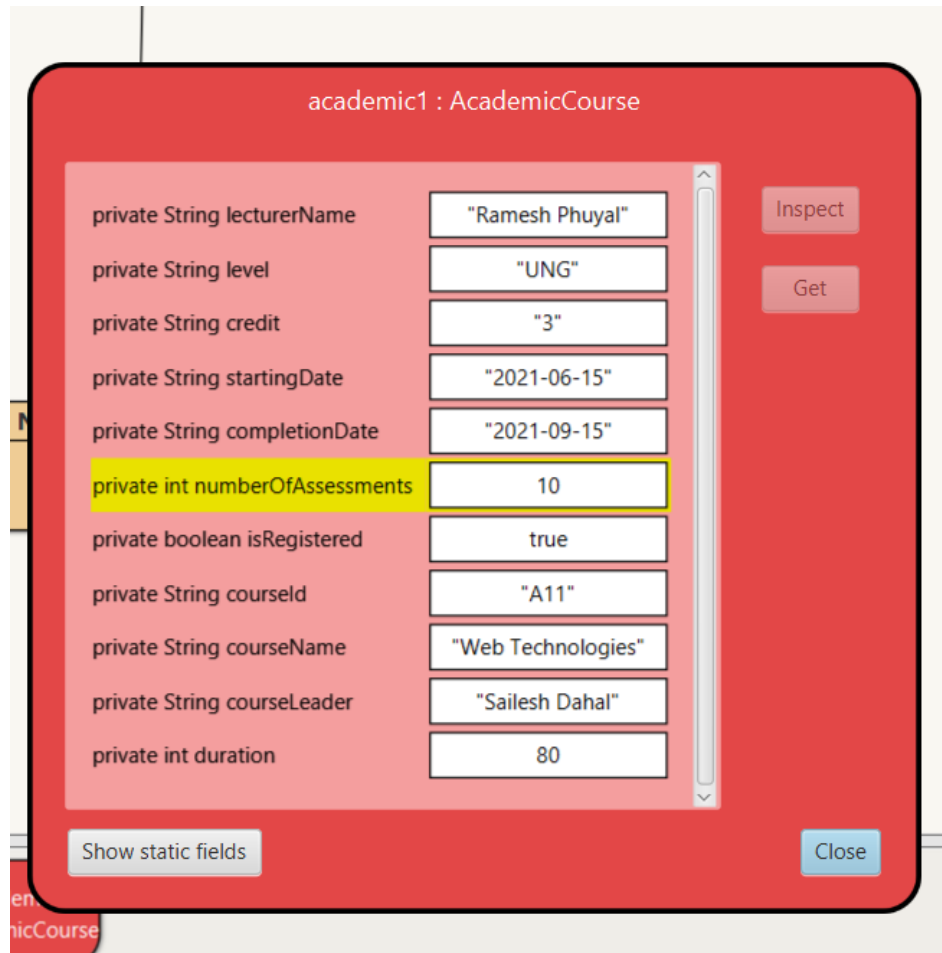 academic1 : AcademicCourse
private String lecturerName "Ramesh Phuyal"
Inspect
private String level "UNG"
Get
private String credit "3"
private String startingDate "2021-06-15"
private String completionDate "2021-09-15"
N
private int numberOfAssessments 10
private boolean isRegistered true
private String courseId "A11"
private String courseName "Web Technologies"
private String courseLeader "Sailesh Dahal"
private int duration 80
Show static fields
Close
em
nicCourse